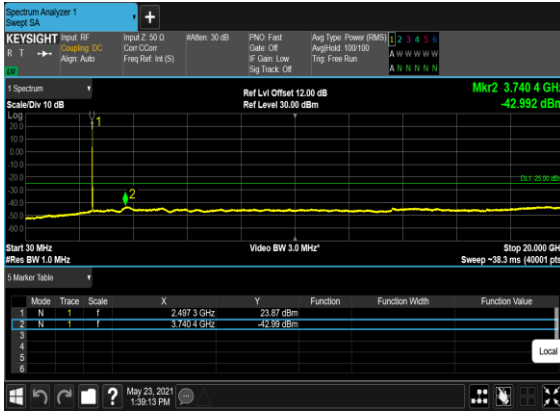 Spectrum Analyzer 1
Swept SA
+
KEYSIGHT
R T
LV
Input: RF
Coupling: DC
Align: Auto
Input Z: 50 Ω
Corr CCorr
Freq Ref: Int (S)
#Atten: 30 dB
PNO: Fast
Gate: Off
IF Gain: Low
Sig Track: Off
Avg Type: Power (RMS)
Avg|Hold: 100/100
Trig: Free Run
1 2 3 4 5 6
A W W W W W
A N N N N N
1 Spectrum
Scale/Div 10 dB
Ref Lvl Offset 12.00 dB
Ref Level 30.00 dBm
Mkr2 3.740 4 GHz
-42.992 dBm
Log
20.0
10.0
0.00
-10.0
-20.0
-30.0
-40.0
-50.0
-60.0
1
2
DL1 -25.00 dBm
Start 30 MHz
#Res BW 1.0 MHz
Video BW 3.0 MHz*
Stop 20.000 GH
Sweep ~38.3 ms (40001 pts
5 Marker Table
Mode Trace Scale X Y Function Function Width Function Value
1 N 1 f 2.497 3 GHz 23.87 dBm
2 N 1 f 3.740 4 GHz -42.99 dBm
3
4
5
6
Local
?
May 23, 2021
1:39:13 PM